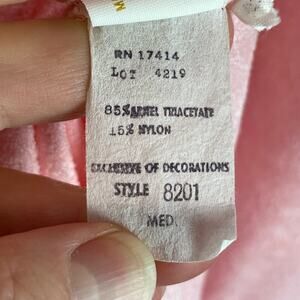 RN 17414
LOT 4219
85% ARNEL TRIACETATE
15% NYLON
EXCLUSIVE OF DECORATIONS
STYLE 8201
MED.